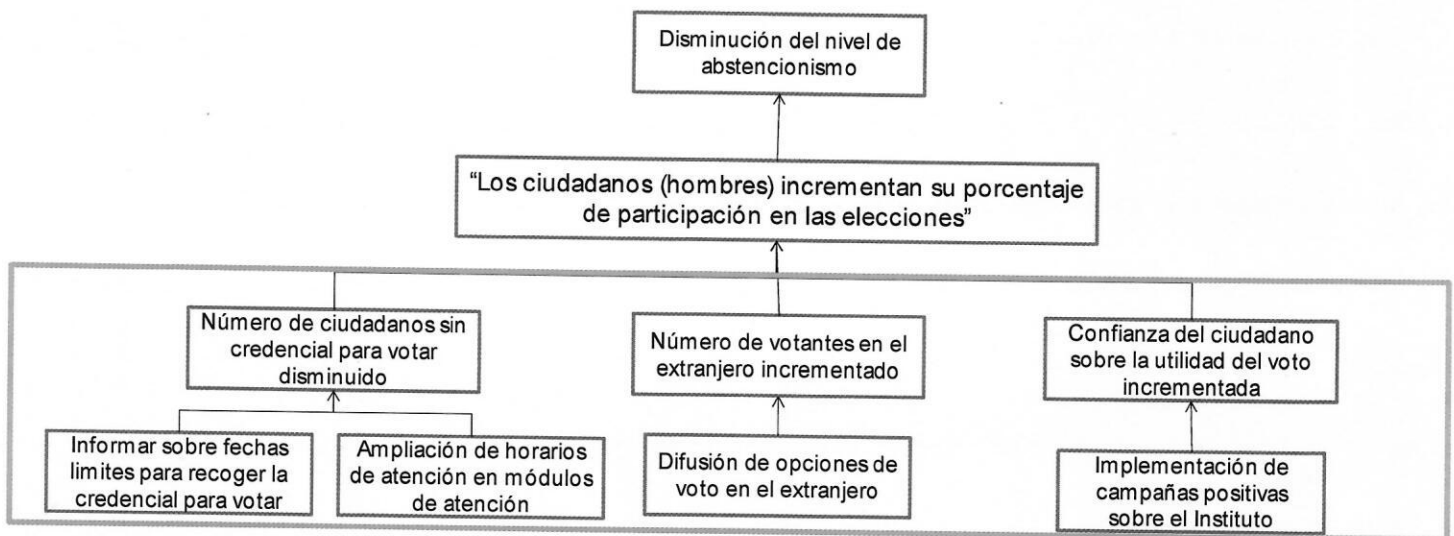 Disminución del nivel de
abstencionismo
“Los ciudadanos (hombres) incrementan su porcentaje
de participación en las elecciones”
Número de ciudadanos sin
credencial para votar
disminuido
Número de votantes en el
extranjero incrementado
Confianza del ciudadano
sobre la utilidad del voto
incrementada
Informar sobre fechas
limites para recoger la
credencial para votar
Ampliación de horarios
de atención en módulos
de atención
Difusión de opciones de
voto en el extranjero
Implementación de
campañas positivas
sobre el Instituto